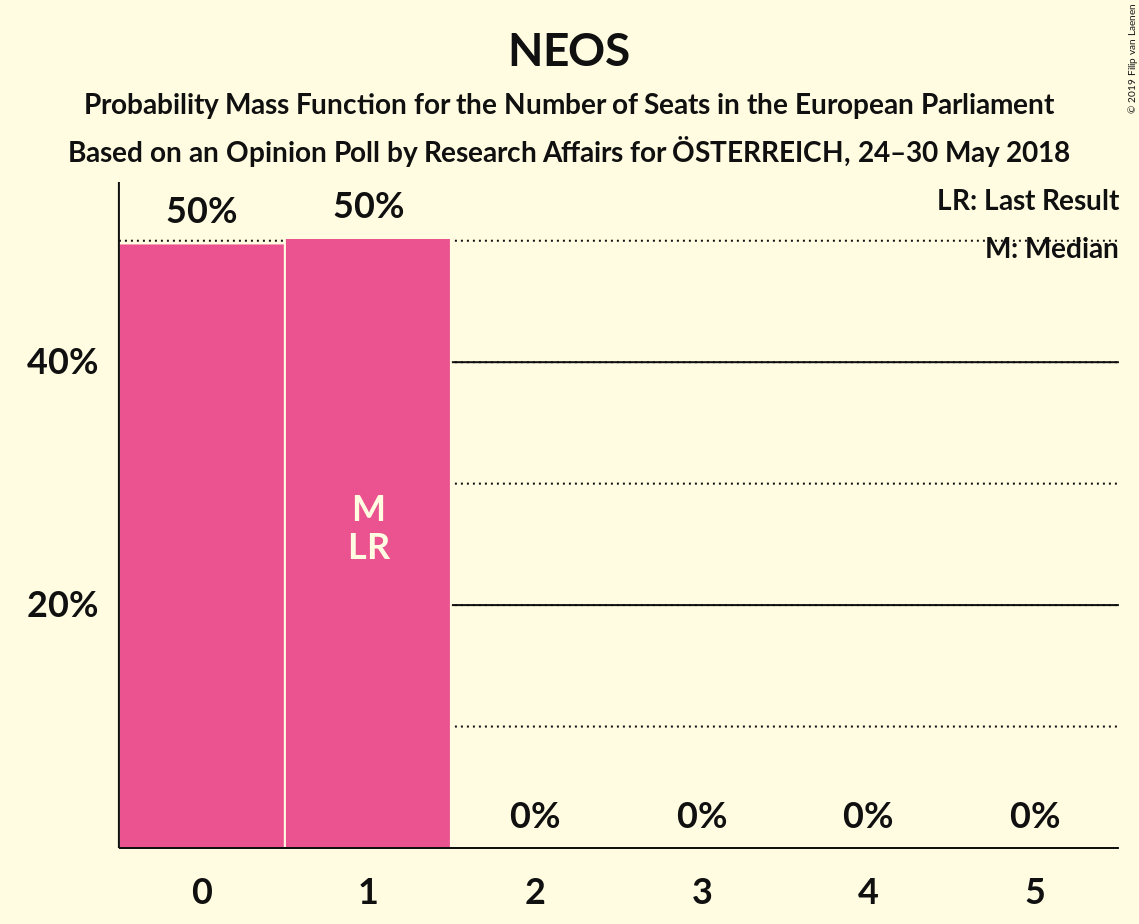 NEOS
Probability Mass Function for the Number of Seats in the European Parliament
Based on an Opinion Poll by Research Affairs for ÖSTERREICH, 24–30 May 2018
© 2019 Filip van Laenen
LR: Last Result
M: Median
50%
50%
40%
20%
M
LR
0%
0%
0%
0%
0
1
2
3
4
5